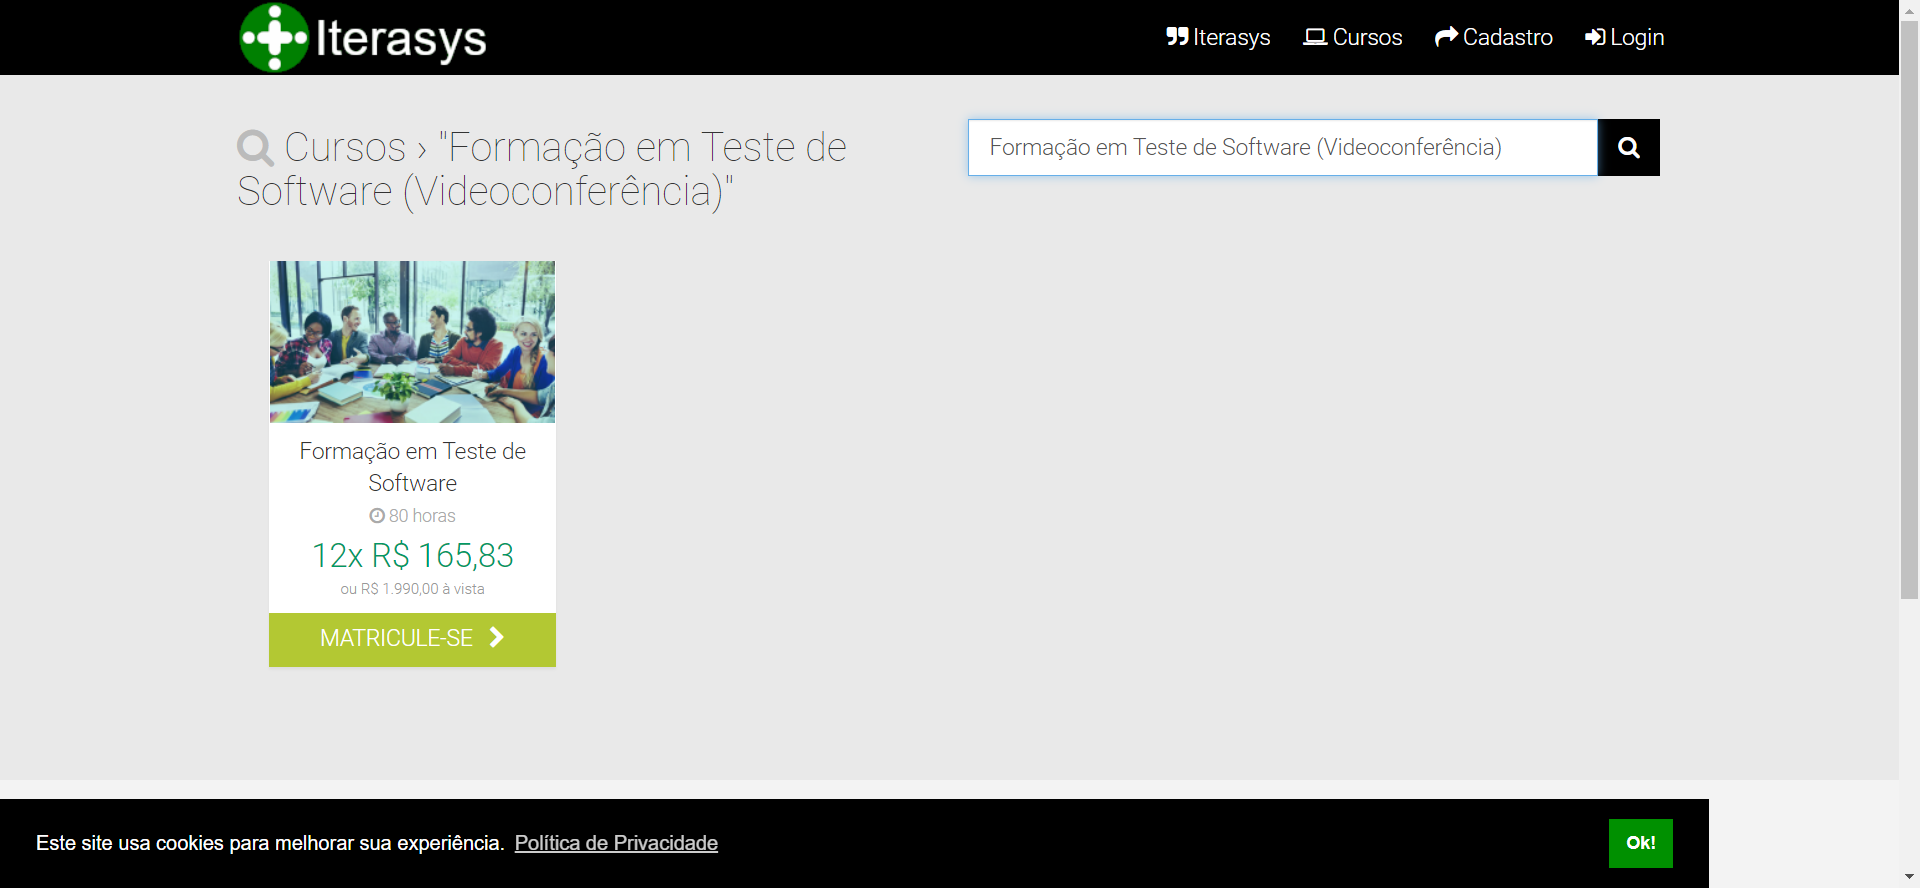 Iterasys
Iterasys Cursos Cadastro Login
Cursos › "Formação em Teste de
Software (Videoconferência)"
Formação em Teste de Software (Videoconferência)
Formação em Teste de
Software
80 horas
12x R$ 165,83
ou R$ 1.990,00 à vista
MATRICULE-SE
Este site usa cookies para melhorar sua experiência. Política de Privacidade
Ok!